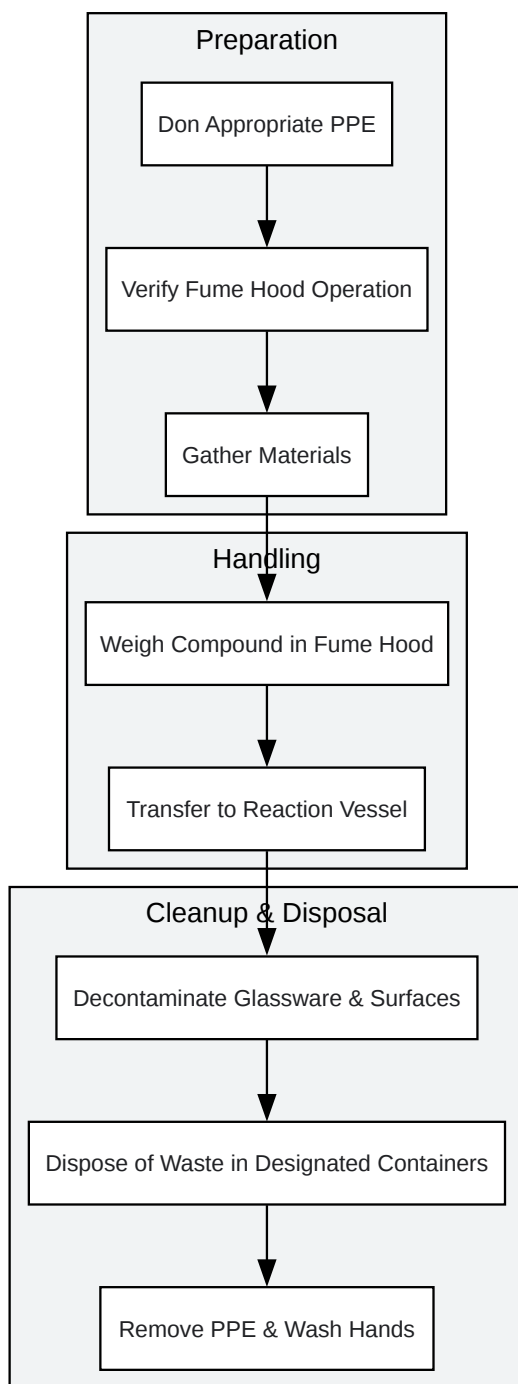 Preparation
Don Appropriate PPE
Verify Fume Hood Operation
Gather Materials
Handling
Weigh Compound in Fume Hood
Transfer to Reaction Vessel
Cleanup & Disposal
Decontaminate Glassware & Surfaces
Dispose of Waste in Designated Containers
Remove PPE & Wash Hands